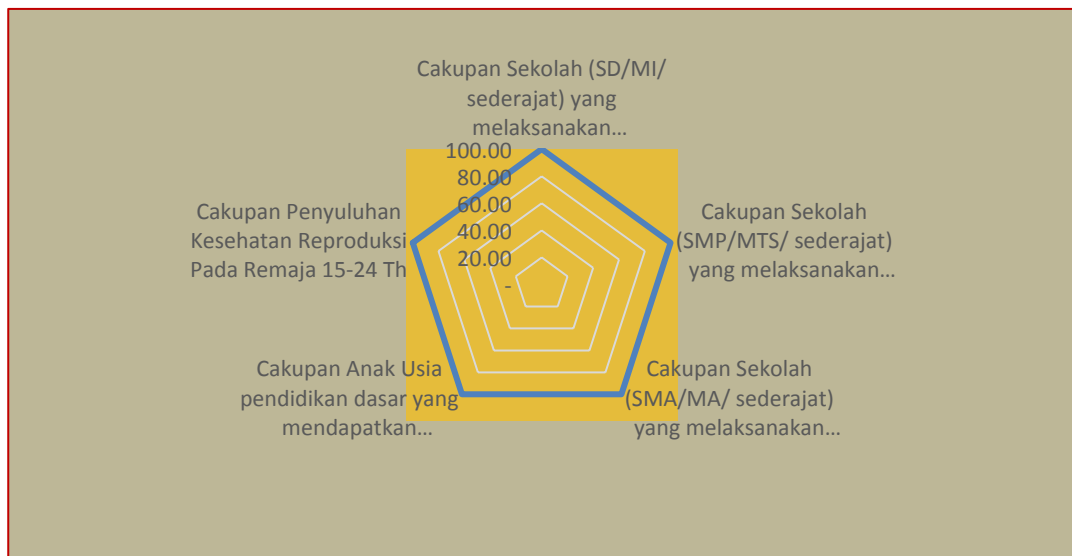 Cakupan Sekolah (SD/MI/
sederajat) yang
melaksanakan…
100.00
80.00
60.00
40.00
20.00
-
Cakupan Sekolah
(SMP/MTS/ sederajat)
yang melaksanakan…
Cakupan Sekolah
(SMA/MA/ sederajat)
yang melaksanakan…
Cakupan Anak Usia
pendidikan dasar yang
mendapatkan…
Cakupan Penyuluhan
Kesehatan Reproduksi
Pada Remaja 15-24 Th